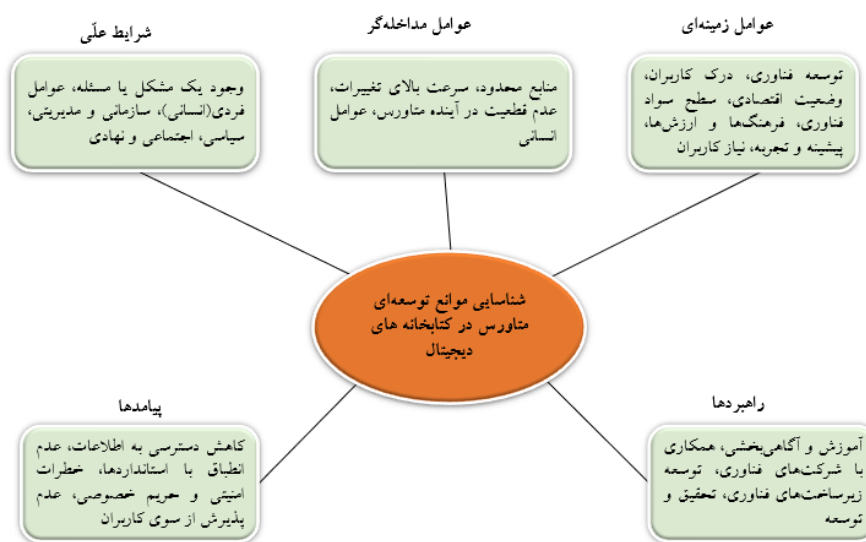 عوامل زمینه‌ای
توسعه فناوری، درک کاربران،
وضعیت اقتصادی، سطح سواد
فناوری، فرهنگ‌ها و ارزش‌ها،
پیشینه و تجربه، نیاز کاربران
عوامل مداخله‌گر
منابع محدود، سرعت بالای تغییرات،
عدم قطعیت در آینده متاورس، عوامل
انسانی
شرایط علّی
وجود یک مشکل یا مسئله، عوامل
فردی(انسانی)، سازمانی و مدیریتی،
سیاسی، اجتماعی و نهادی
شناسایی موانع توسعه‌ای
متاورس در کتابخانه های
دیجیتال
راهبردها
آموزش و آگاهی‌بخشی، همکاری
با شرکت‌های فناوری، توسعه
زیرساخت‌های فناوری، تحقیق و
توسعه
پیامدها
کاهش دسترسی به اطلاعات، عدم
انطباق با استانداردها، خطرات
امنیتی و حریم خصوصی، عدم
پذیرش از سوی کاربران